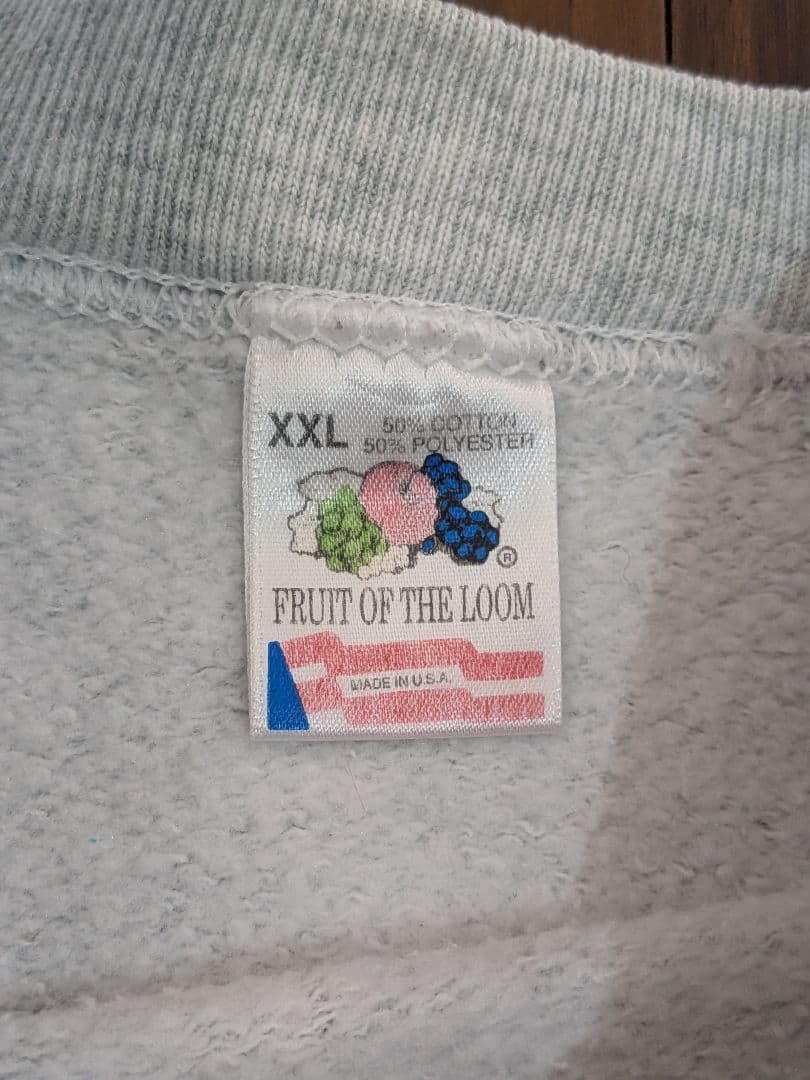 XXL
50% COTTON
50% POLYESTER
®
FRUIT OF THE LOOM
MADE IN U.S.A.